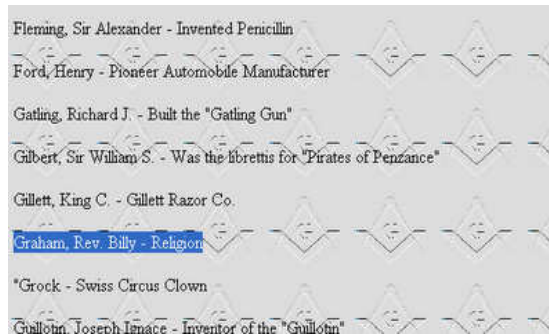 Fleming, Sir Alexander - Invented Penicillin
Ford, Henry - Pioneer Automobile Manufacturer
Gatling, Richard J. - Built the "Gatling Gun"
Gilbert, Sir William S. - Was the librettis for "Pirates of Penzance"
Gillett, King C. - Gillett Razor Co.
Graham, Rev. Billy - Religion
"Grock - Swiss Circus Clown
Guillotin, Joseph Ignace - Inventor of the "Guillotin"